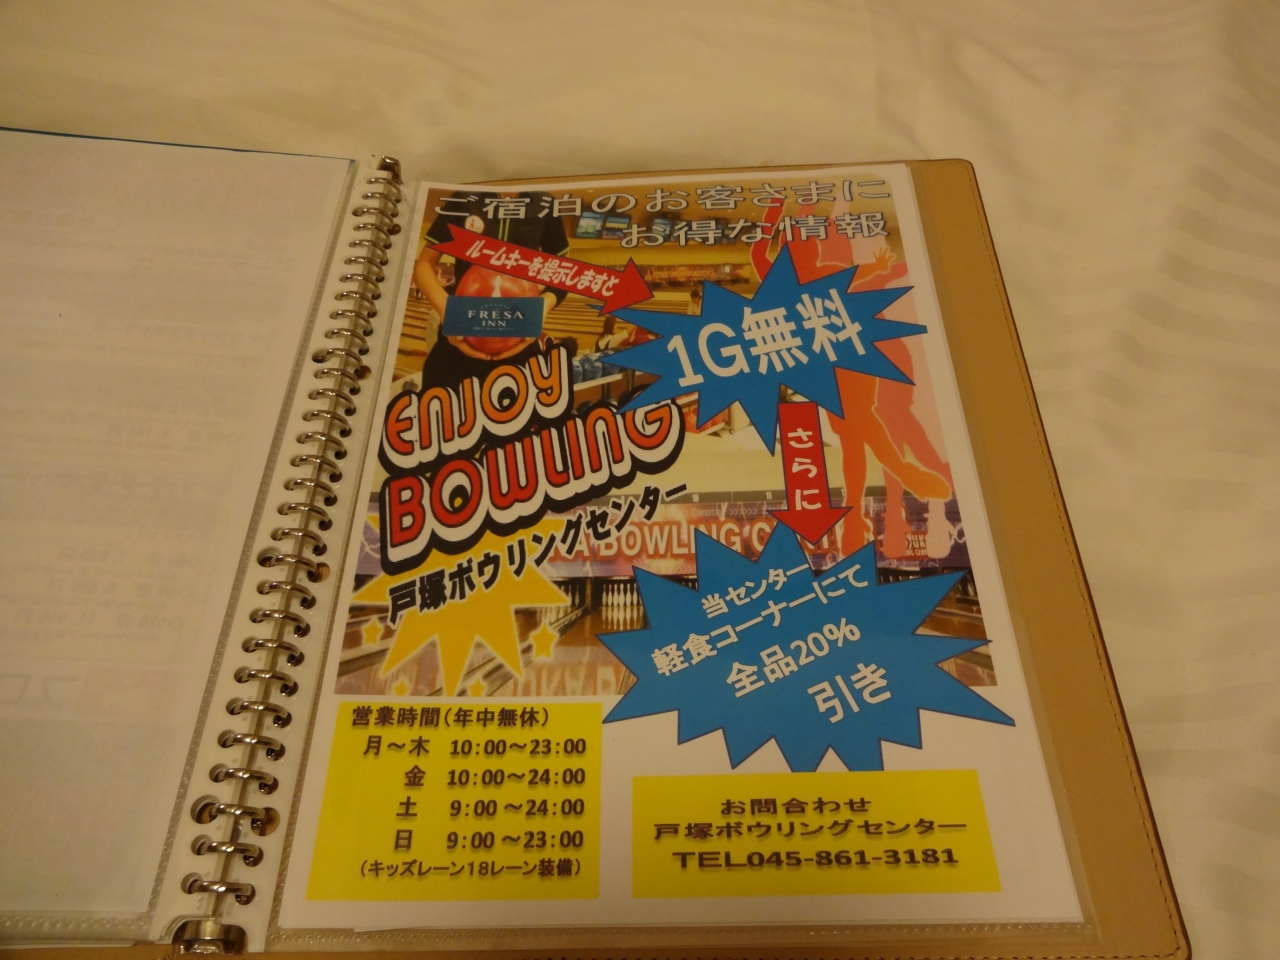 ご宿泊のお客さまに
お得な情報
ルームキーを提示しますと
FRESA
INN
1G無料
ENJOY
BOWLING
戸塚ボウリングセンター
さらに
A BOWLING C
当センター
軽食コーナーにて
全品20%
引き
営業時間(年中無休)
月～木 10:00～23:00
金 10:00～24:00
土 9:00～24:00
日 9:00～23:00
(キッズレーン18レーン装備)
お問合わせ
戸塚ボウリングセンター
TEL045-861-3181